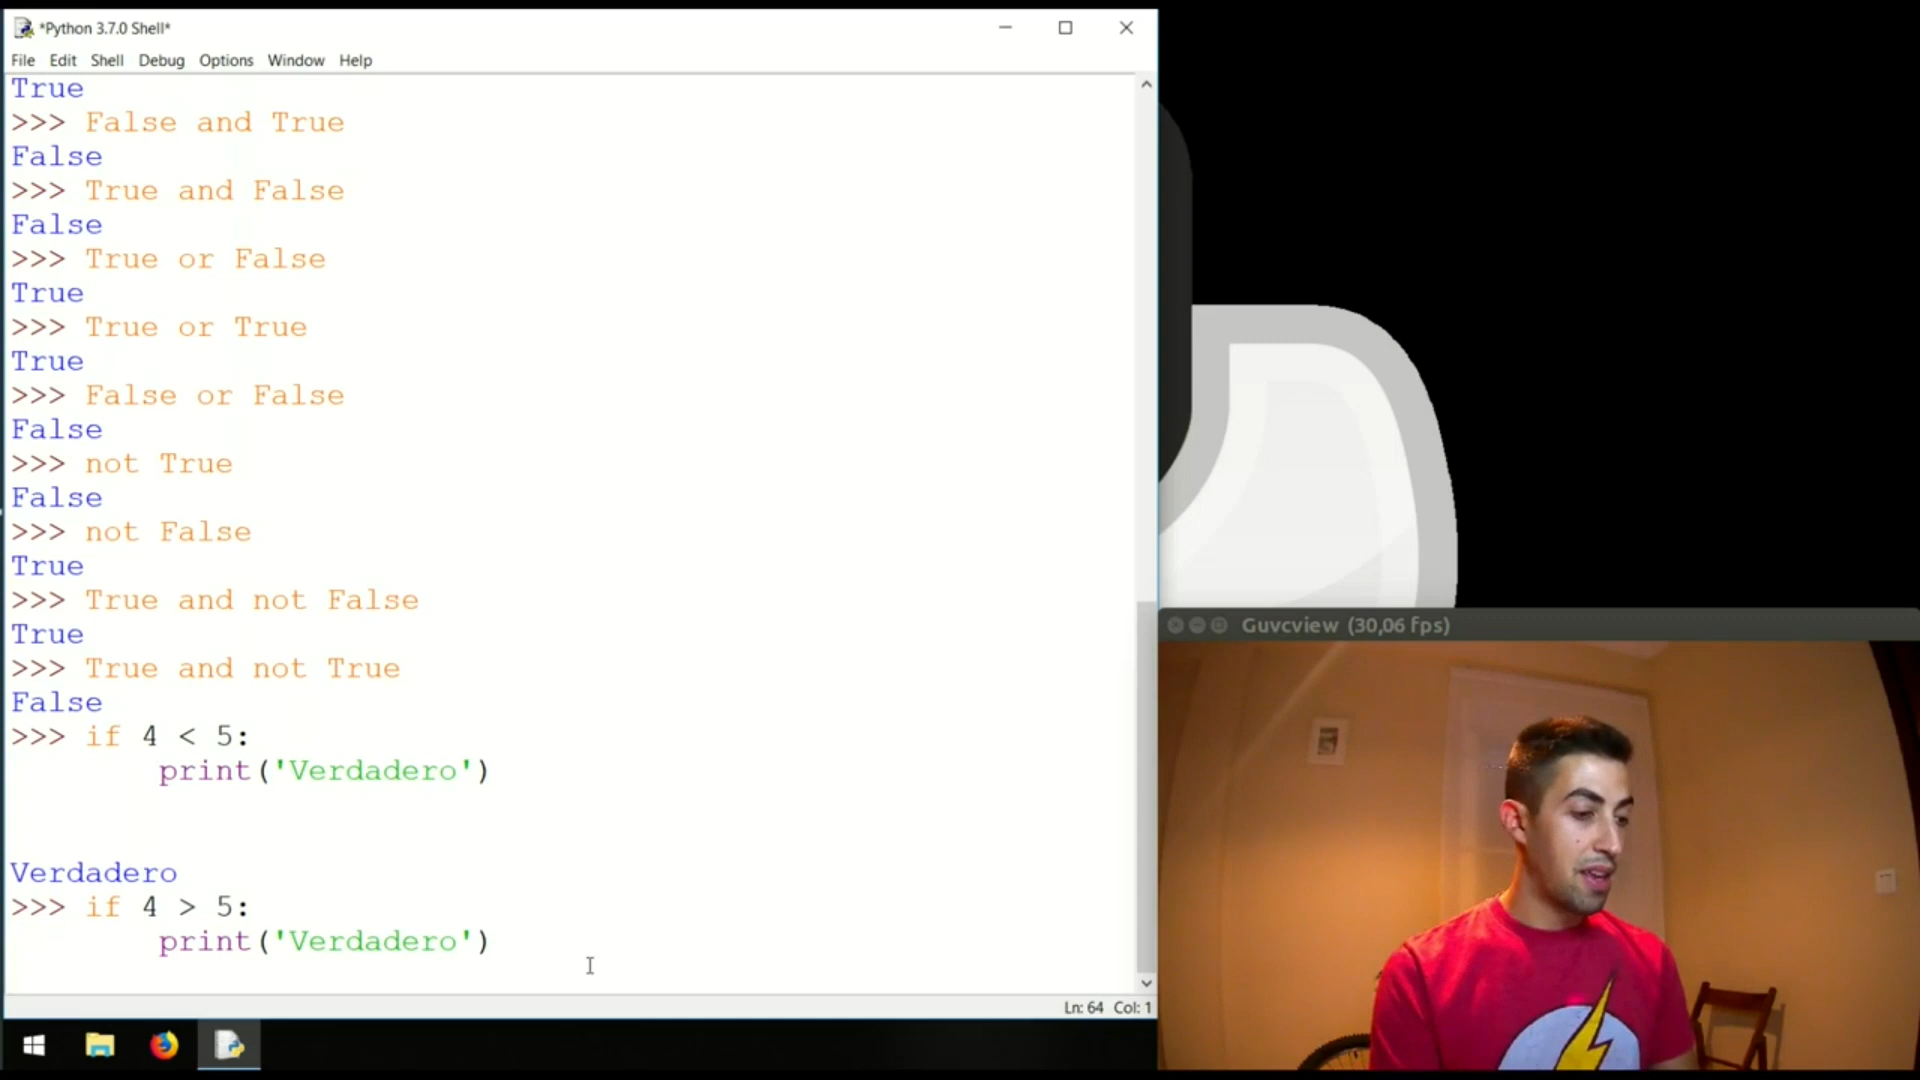 *Python 3.7.0 Shell*
File Edit Shell Debug Options Window Help
True
>>> False and True
False
>>> True and False
False
>>> True or False
True
>>> True or True
True
>>> False or False
False
>>> not True
False
>>> not False
True
>>> True and not False
True
>>> True and not True
False
>>> if 4 < 5:
print('Verdadero')
Verdadero
>>> if 4 > 5:
print('Verdadero')
Ln: 64 Col: 1
Guvcview (30,06 fps)